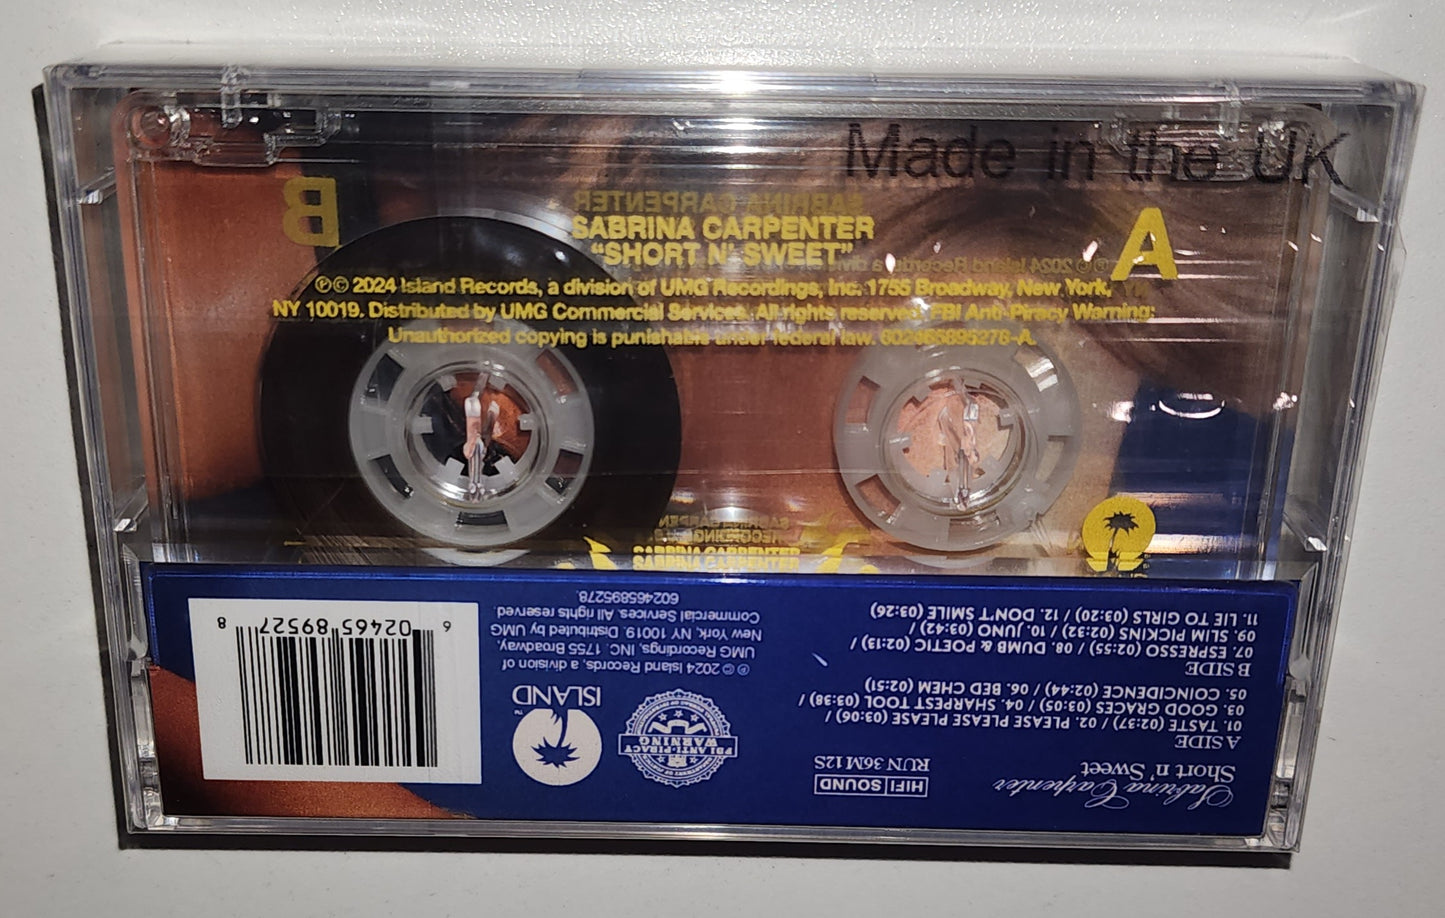 Made in the UK
B
A
SABRINA CARPENTER
“SHORT N’ SWEET”
℗© 2024 Island Records, a division of UMG Recordings, Inc. 1755 Broadway, New York,
NY 10019. Distributed by UMG Commercial Services. All rights reserved. FBI Anti-Piracy Warning:
Unauthorized copying is punishable under federal law. 602465895278-A.
SABRINA CARPENTER
Sabrina Carpenter
Short n' Sweet
A SIDE
01. TASTE (02:37) / 02. PLEASE PLEASE PLEASE (03:06) /
03. GOOD GRACES (03:05) / 04. SHARPEST TOOL (03:38) /
05. COINCIDENCE (02:44) / 06. BED CHEM (02:51)
B SIDE
07. ESPRESSO (02:55) / 08. DUMB & POETIC (02:13) /
09. SLIM PICKINS (02:32) / 10. JUNO (03:42) /
11. LIE TO GIRLS (03:20) / 12. DON'T SMILE (03:26)
HIFI SOUND
RUN 36M 12S
FBI ANTI-PIRACY
WARNING
ISLAND™
℗© 2024 Island Records, a division of
UMG Recordings, INC. 1755 Broadway,
New York, NY 10019. Distributed by UMG
Commercial Services. All rights reserved.
602465895278.
6 02465 89527 8